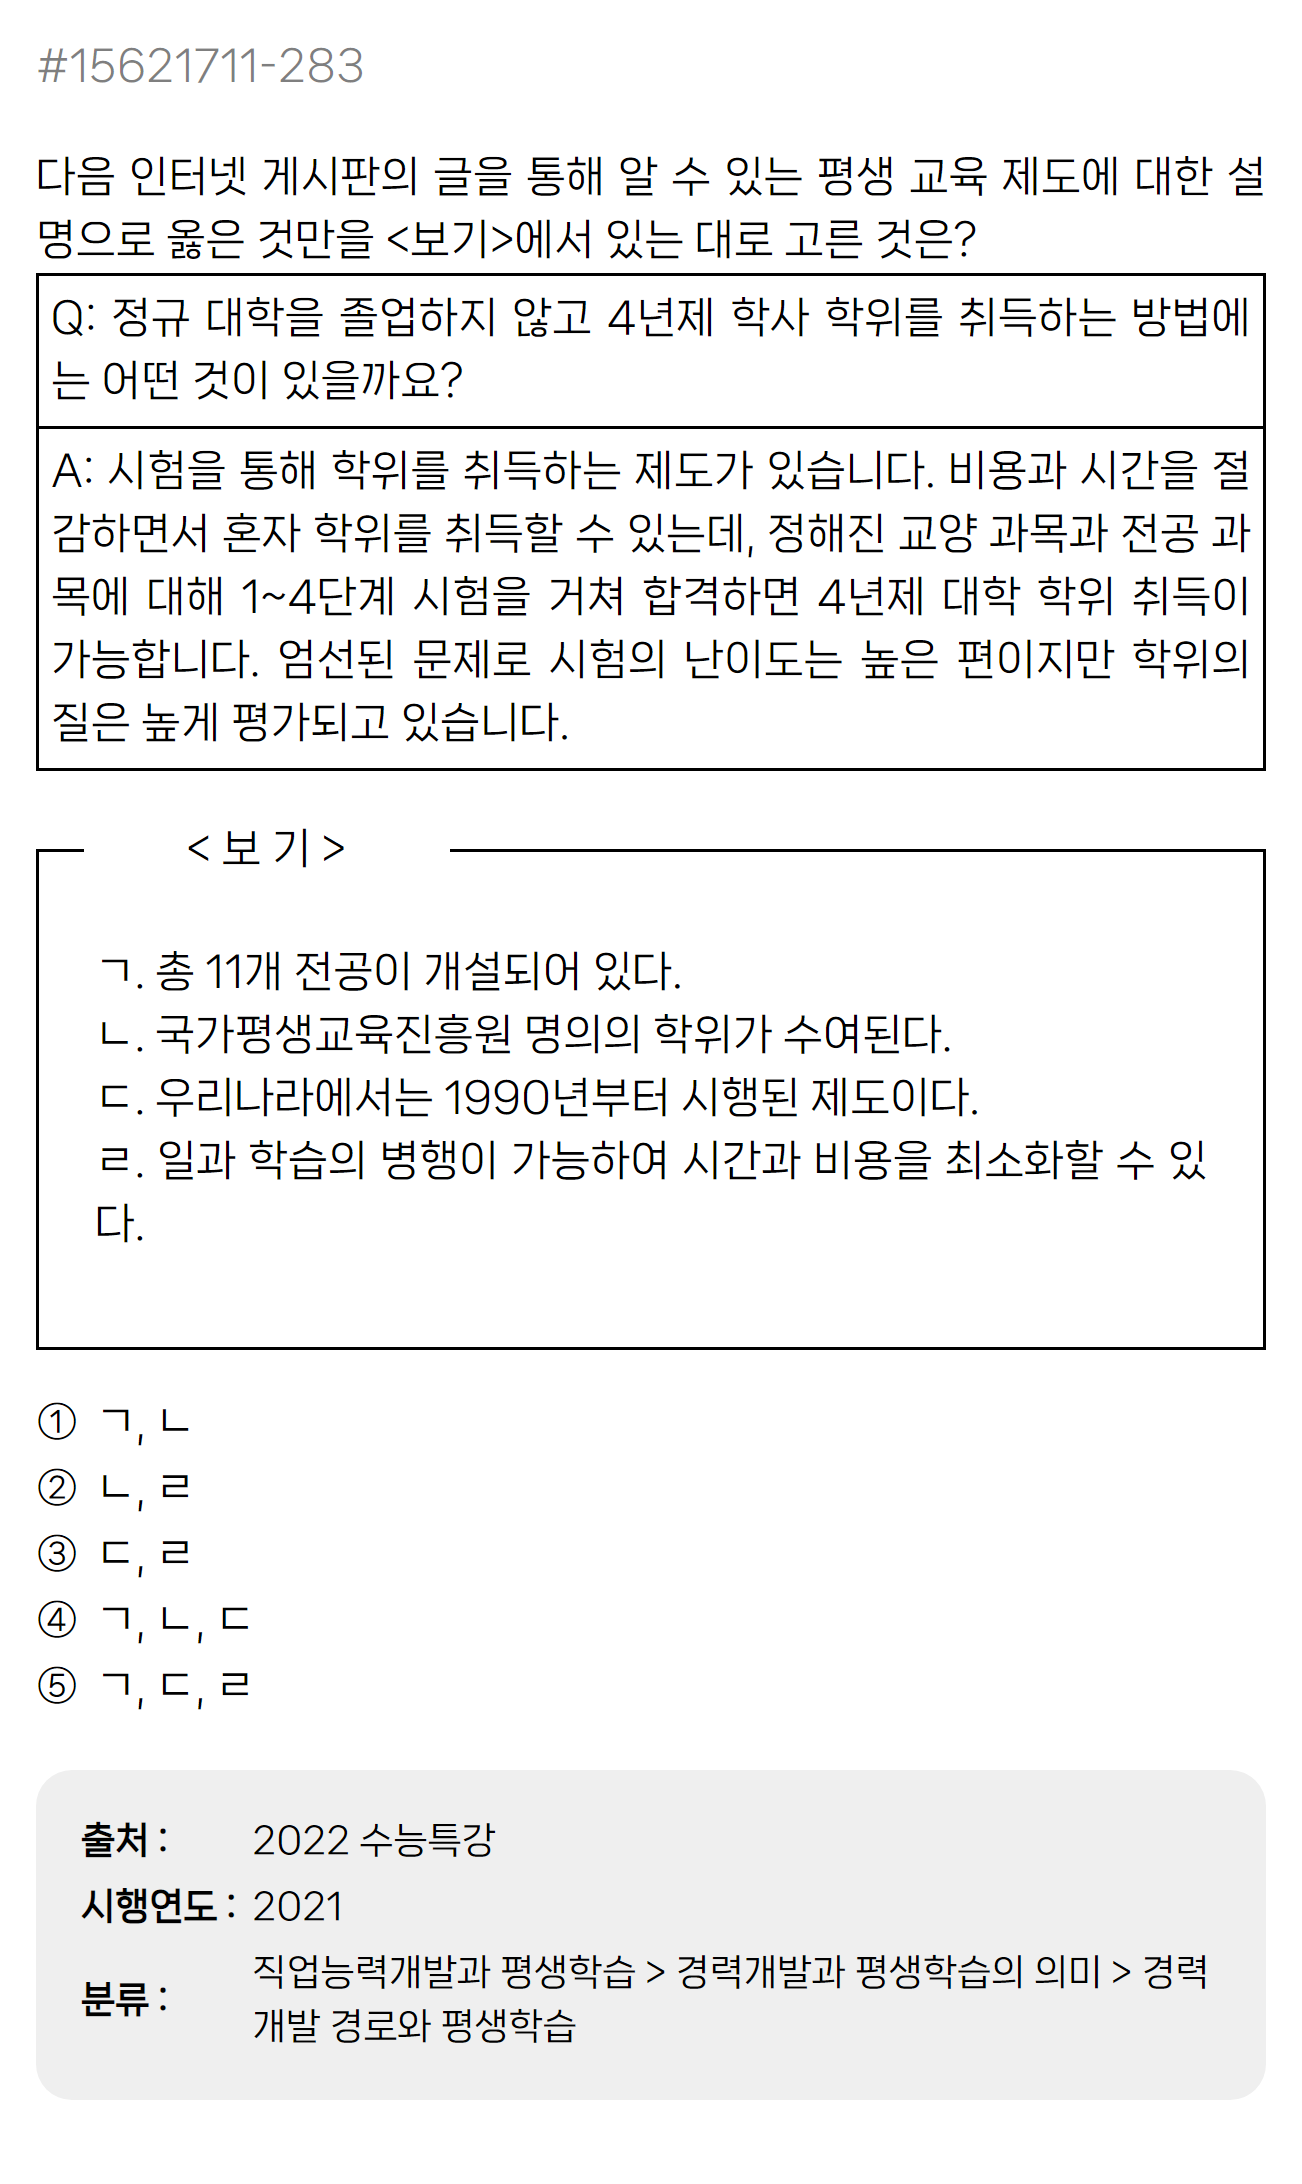 #15621711-283
다음 인터넷 게시판의 글을 통해 알 수 있는 평생 교육 제도에 대한 설
명으로 옳은 것만을 <보기>에서 있는 대로 고른 것은?
Q: 정규 대학을 졸업하지 않고 4년제 학사 학위를 취득하는 방법에
는 어떤 것이 있을까요?
A: 시험을 통해 학위를 취득하는 제도가 있습니다. 비용과 시간을 절
감하면서 혼자 학위를 취득할 수 있는데, 정해진 교양 과목과 전공 과
목에 대해 1~4단계 시험을 거쳐 합격하면 4년제 대학 학위 취득이
가능합니다. 엄선된 문제로 시험의 난이도는 높은 편이지만 학위의
질은 높게 평가되고 있습니다.
< 보 기 >
ㄱ. 총 11개 전공이 개설되어 있다.
ㄴ. 국가평생교육진흥원 명의의 학위가 수여된다.
ㄷ. 우리나라에서는 1990년부터 시행된 제도이다.
ㄹ. 일과 학습의 병행이 가능하여 시간과 비용을 최소화할 수 있
다.
① ㄱ, ㄴ
② ㄴ, ㄹ
③ ㄷ, ㄹ
④ ㄱ, ㄴ, ㄷ
⑤ ㄱ, ㄷ, ㄹ
출처 : 2022 수능특강
시행연도 : 2021
분류 : 직업능력개발과 평생학습 > 경력개발과 평생학습의 의미 > 경력
개발 경로와 평생학습